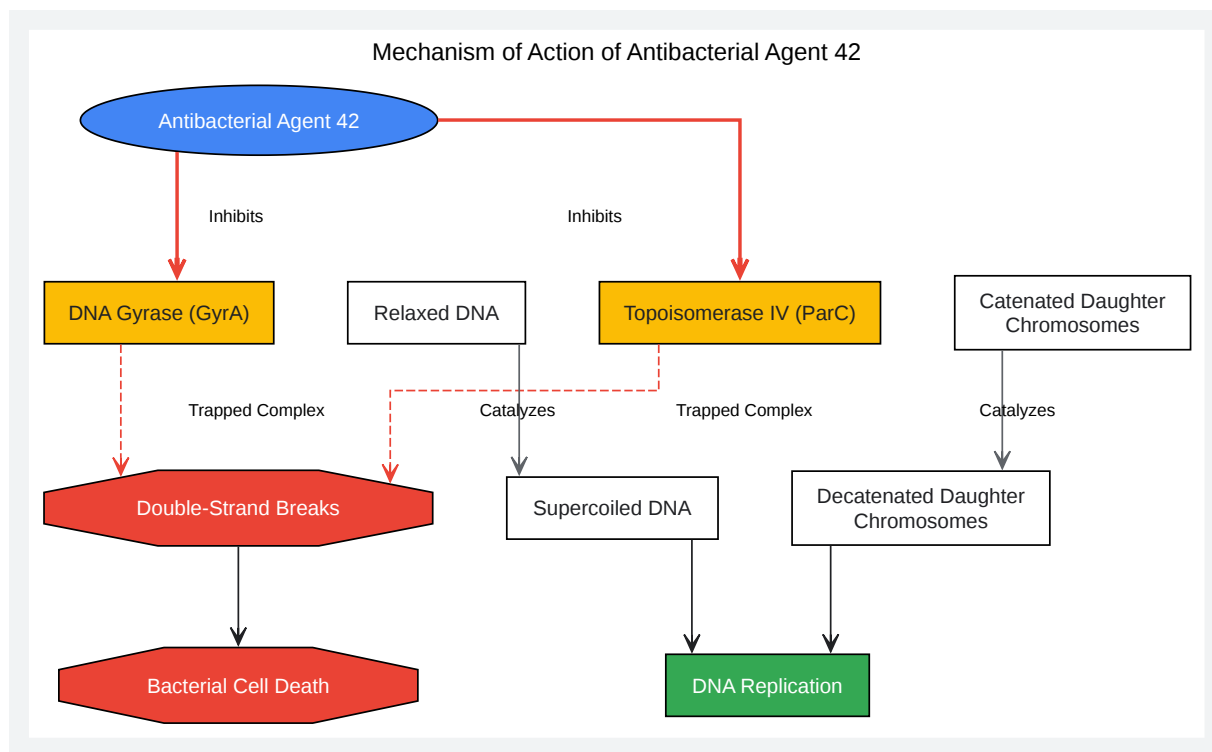 Mechanism of Action of Antibacterial Agent 42
Antibacterial Agent 42
Inhibits
Inhibits
DNA Gyrase (GyrA)
Relaxed DNA
Topoisomerase IV (ParC)
Catenated Daughter
Chromosomes
Trapped Complex
Catalyzes
Trapped Complex
Catalyzes
Double-Strand Breaks
Supercoiled DNA
Decatenated Daughter
Chromosomes
Bacterial Cell Death
DNA Replication